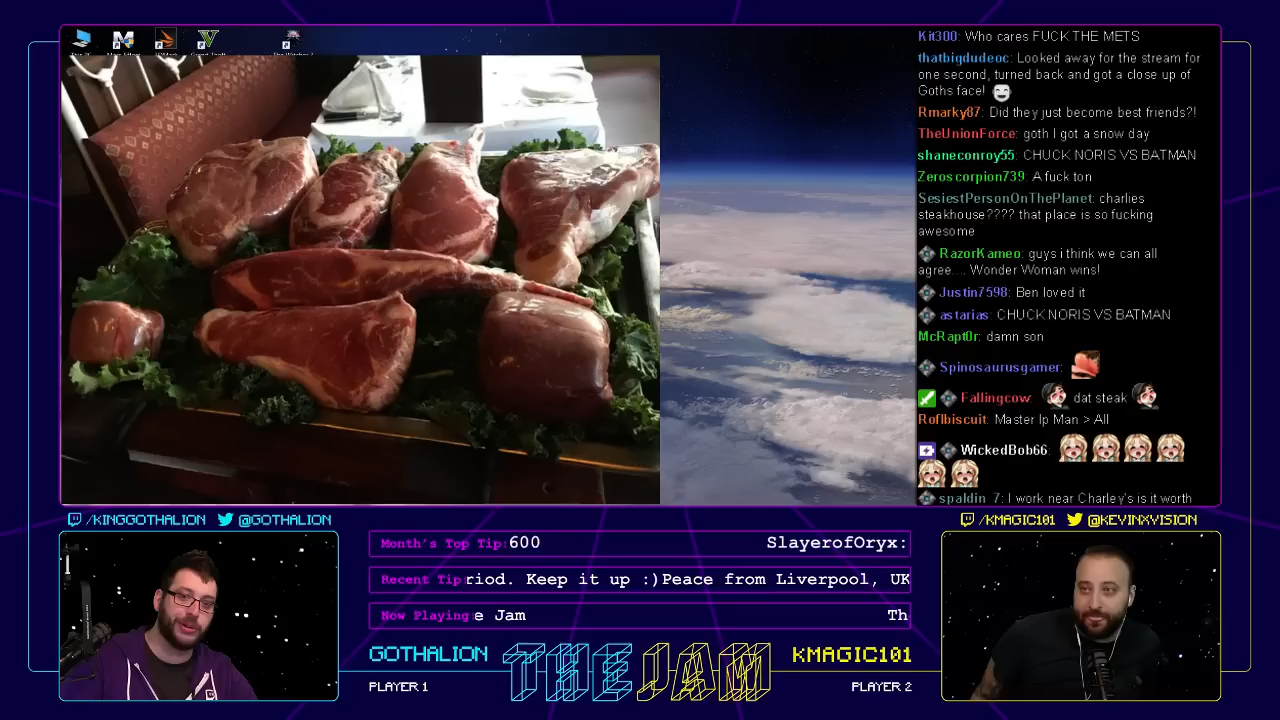 Kit300: Who cares FUCK THE METS
thatbigdudeoc: Looked away for the stream for
one second, turned back and got a close up of
Goths face!
Rmarky87: Did they just become best friends?!
TheUnionForce: goth I got a snow day
shaneconroy55: CHUCK NORIS VS BATMAN
Zeroscorpion739: A fuck ton
SesiestPersonOnThePlanet: charlies
steakhouse???? that place is so fucking
awesome
RazorKameo: guys i think we can all
agree.... Wonder Woman wins!
Justin7598: Ben loved it
astarias: CHUCK NORIS VS BATMAN
McRapt0r: damn son
Spinosaurusgamer:
Fallingcow: dat steak
Roflbiscuit: Master Ip Man > All
WickedBob66:
spaldin_7: I work near Charley's is it worth
/KINGGOTHALION @GOTHALION
/KMAGIC101 @KEVINXVISION
Month's Top Tip: 600 SlayerofOryx:
Recent Tip: riod. Keep it up :)Peace from Liverpool, UK
Now Playing: e Jam Th
GOTHALION THE JAM KMAGIC101
PLAYER 1 PLAYER 2